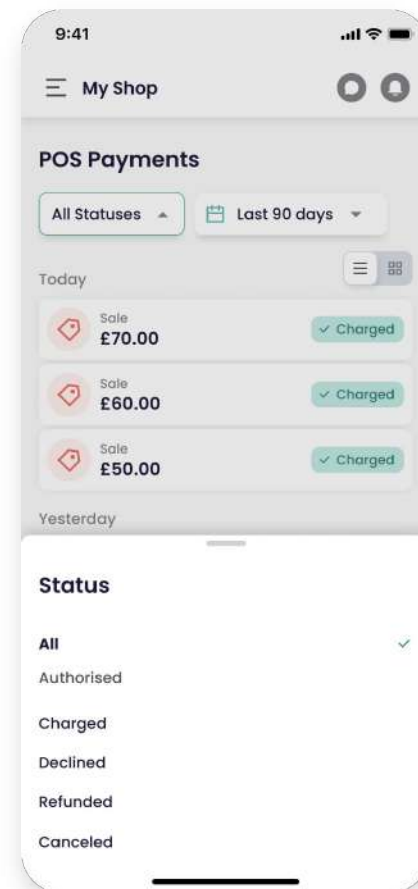 9:41
My Shop
POS Payments
All Statuses
Last 90 days
Today
Sale
£70.00
Charged
Sale
£60.00
Charged
Sale
£50.00
Charged
Yesterday
Status
All
Authorised
Charged
Declined
Refunded
Canceled